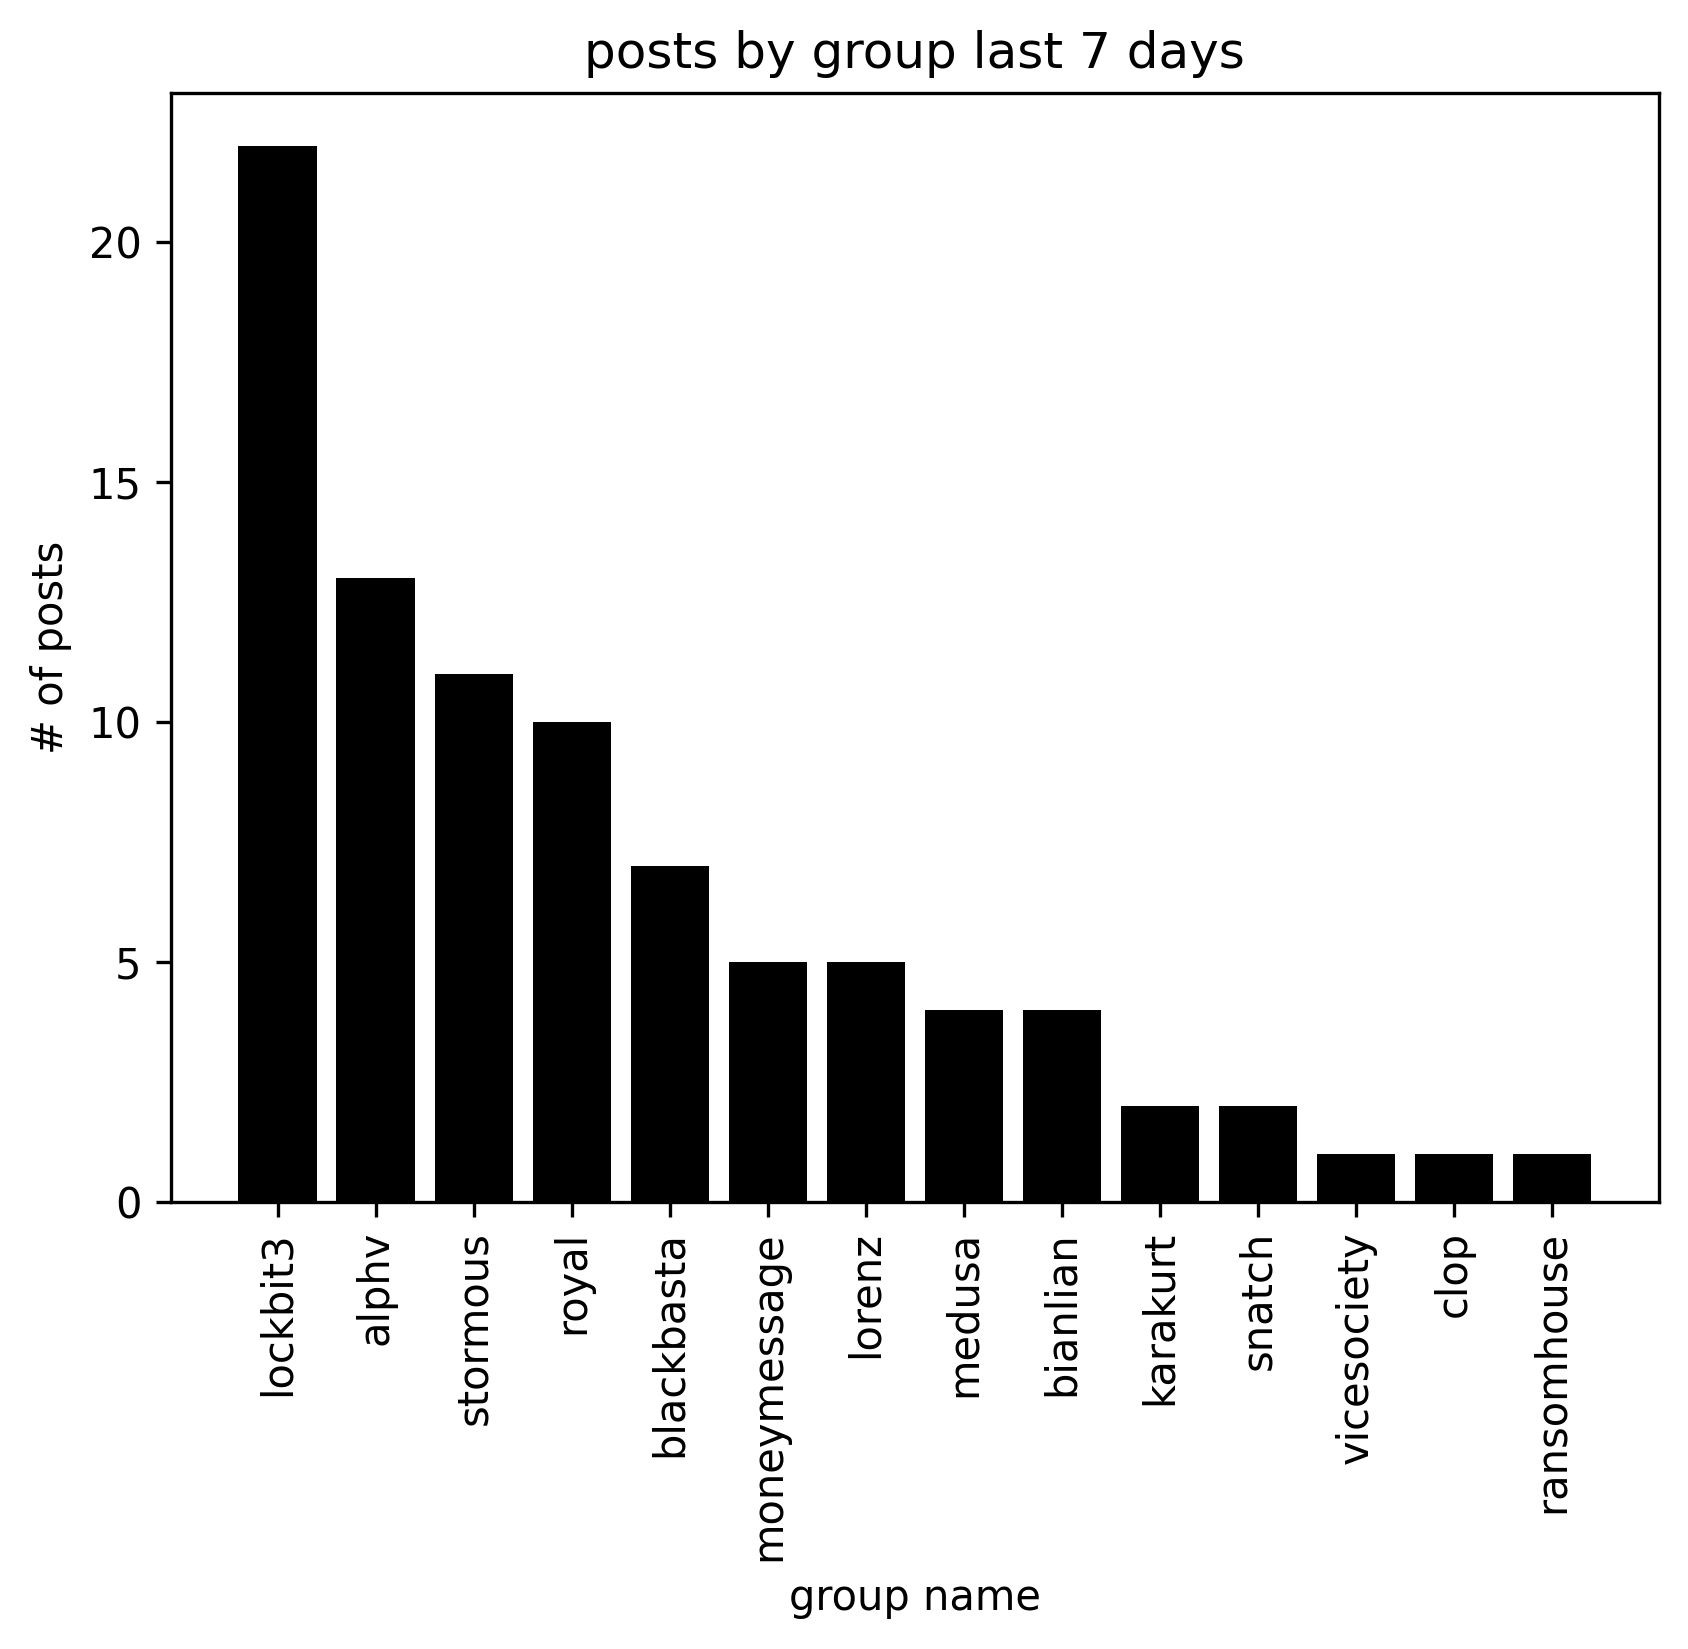 posts by group last 7 days
# of posts
20
15
10
5
0
lockbit3
alphv
stormous
royal
blackbasta
moneymessage
lorenz
medusa
bianlian
karakurt
snatch
vicesociety
clop
ransomhouse
group name